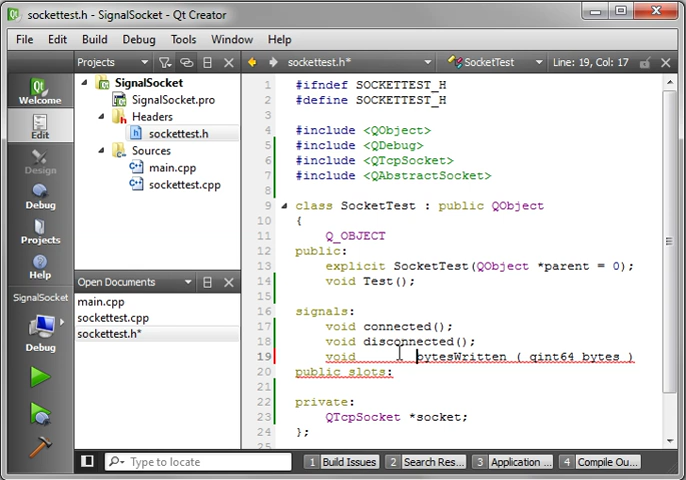 sockettest.h - SignalSocket - Qt Creator
File Edit Build Debug Tools Window Help
Projects sockettest.h* SocketTest Line: 19, Col: 17
Qt
Welcome
Edit
Design
Debug
Projects
Help
SignalSocket
Debug
SignalSocket
SignalSocket.pro
Headers
sockettest.h
Sources
main.cpp
sockettest.cpp
Open Documents
main.cpp
sockettest.cpp
sockettest.h*
1 #ifndef SOCKETTEST_H
2 #define SOCKETTEST_H
3
4 #include <QObject>
5 #include <QDebug>
6 #include <QTcpSocket>
7 #include <QAbstractSocket>
8
9 class SocketTest : public QObject
10 {
11 Q_OBJECT
12 public:
13 explicit SocketTest(QObject *parent = 0);
14 void Test();
15
16 signals:
17 void connected();
18 void disconnected();
19 void bytesWritten ( qint64 bytes )
20 public slots:
21
22 private:
23 QTcpSocket *socket;
24 };
Type to locate 1 Build Issues 2 Search Res... 3 Application ... 4 Compile Ou...